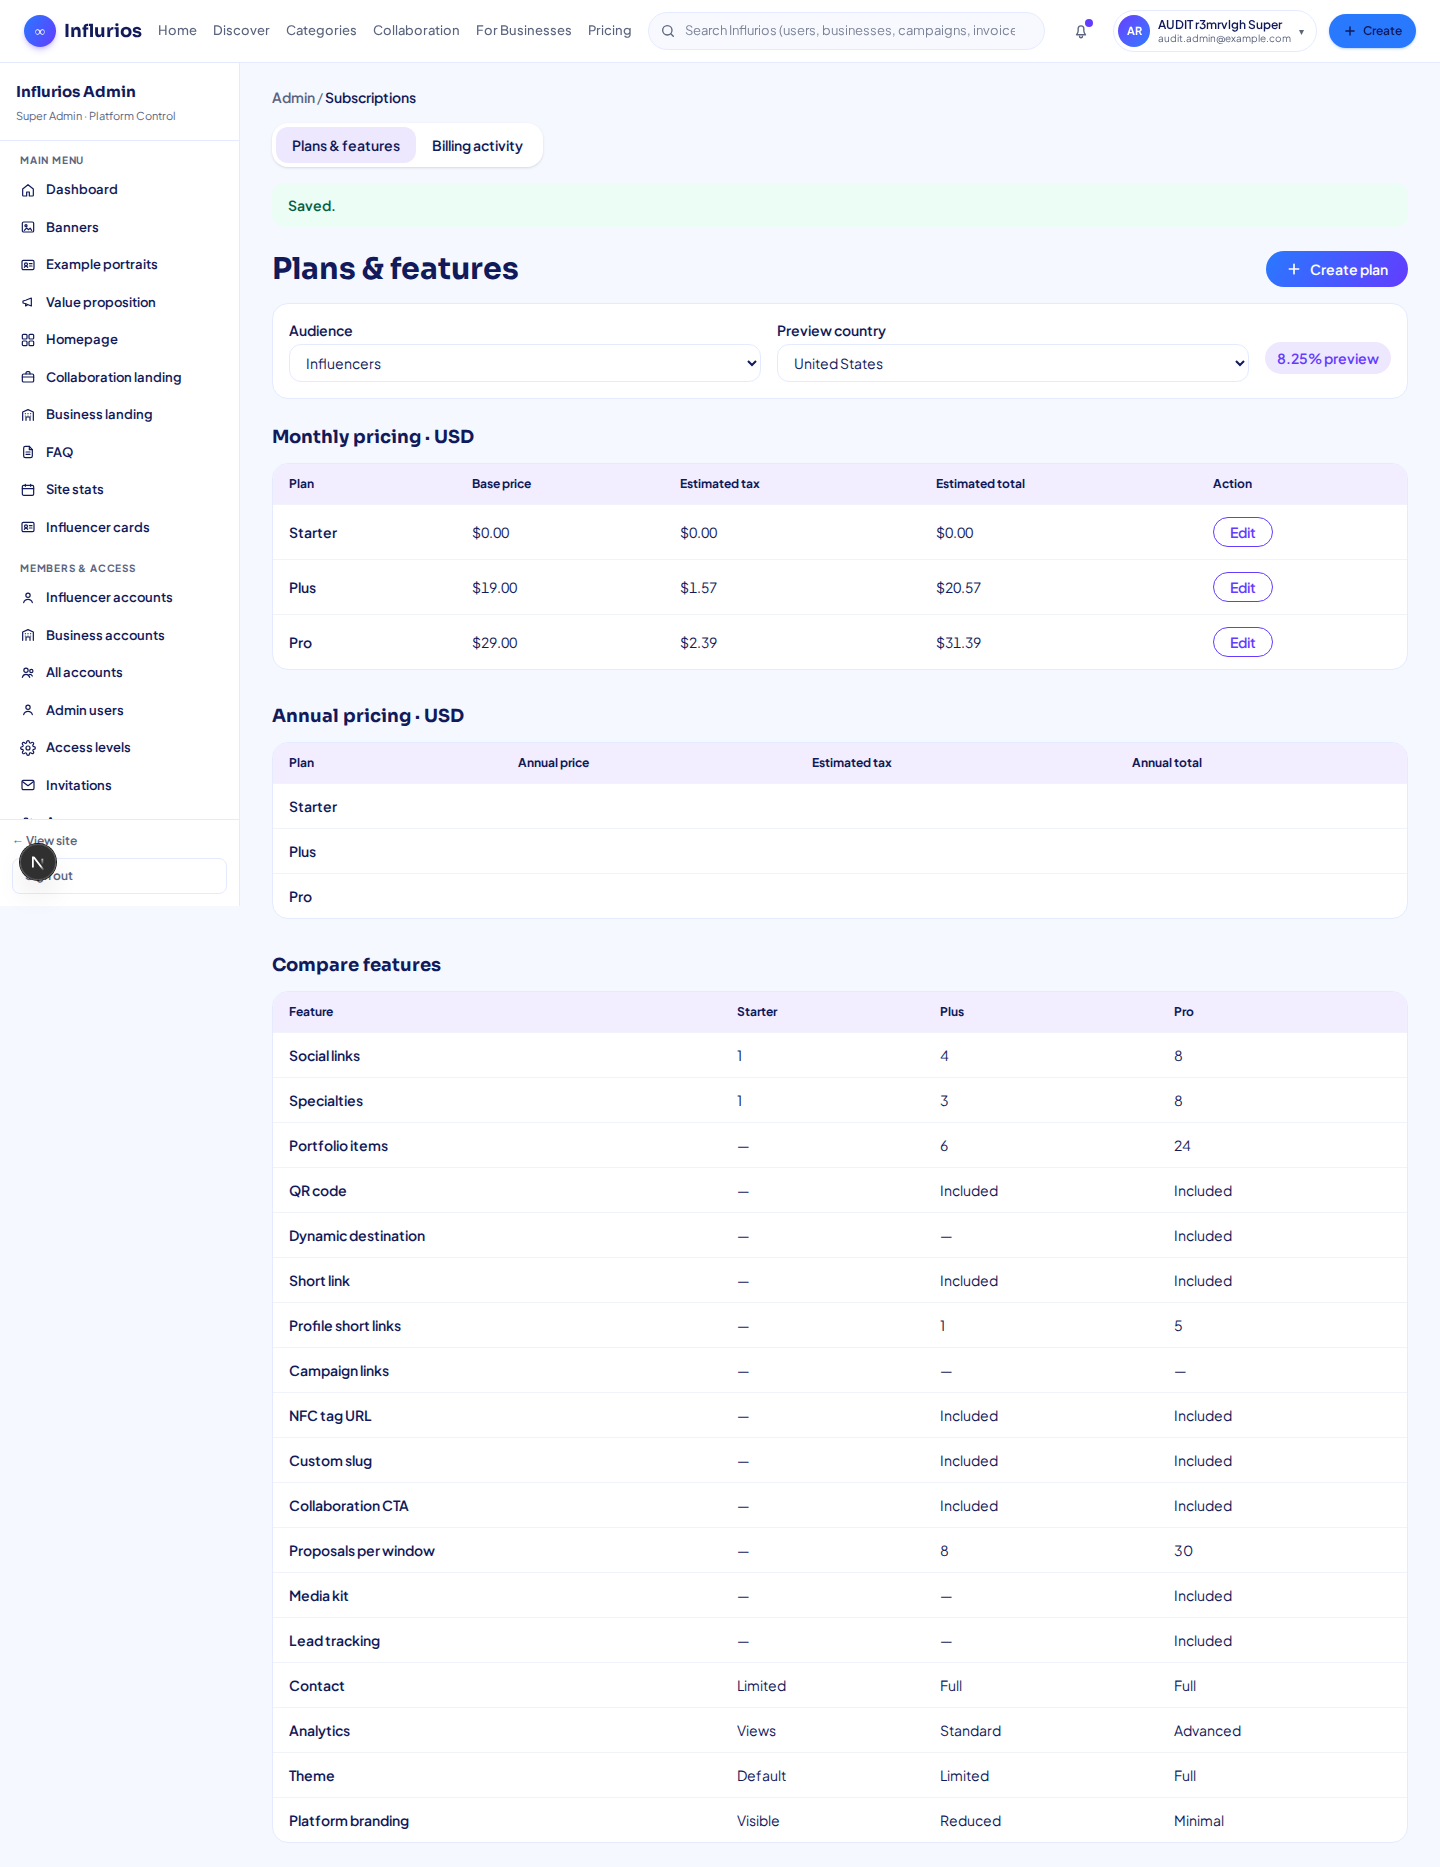 ∞ Influrios Home Discover Categories Collaboration For Businesses Pricing Search Influrios (users, businesses, campaigns, invoice AR AUDIT r3mrvlgh Super ▾ + Create
audit.admin@example.com
Influrios Admin
Super Admin · Platform Control
MAIN MENU
Dashboard
Banners
Example portraits
Value proposition
Homepage
Collaboration landing
Business landing
FAQ
Site stats
Influencer cards
MEMBERS & ACCESS
Influencer accounts
Business accounts
All accounts
Admin users
Access levels
Invitations
← View site
N
Admin / Subscriptions
Plans & features Billing activity
Saved.
Plans & features + Create plan
Audience Preview country
Influencers United States 8.25% preview
Monthly pricing · USD
Plan Base price Estimated tax Estimated total Action
Starter $0.00 $0.00 $0.00 Edit
Plus $19.00 $1.57 $20.57 Edit
Pro $29.00 $2.39 $31.39 Edit
Annual pricing · USD
Plan Annual price Estimated tax Annual total
Starter
Plus
Pro
Compare features
Feature Starter Plus Pro
Social links 1 4 8
Specialties 1 3 8
Portfolio items — 6 24
QR code — Included Included
Dynamic destination — — Included
Short link — Included Included
Profile short links — 1 5
Campaign links — — —
NFC tag URL — Included Included
Custom slug — Included Included
Collaboration CTA — Included Included
Proposals per window — 8 30
Media kit — — Included
Lead tracking — — Included
Contact Limited Full Full
Analytics Views Standard Advanced
Theme Default Limited Full
Platform branding Visible Reduced Minimal